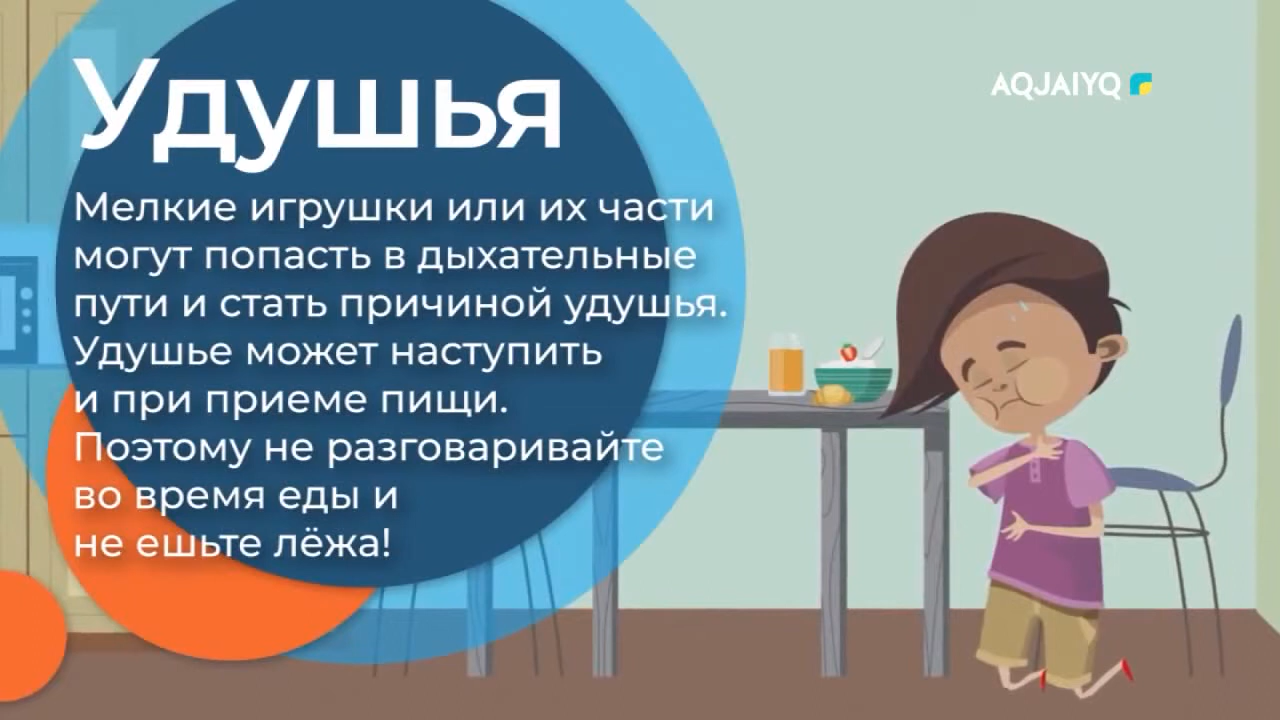 Удушья
AQJAIYQ
Мелкие игрушки или их части
могут попасть в дыхательные
пути и стать причиной удушья.
Удушье может наступить
и при приеме пищи.
Поэтому не разговаривайте
во время еды и
не ешьте лёжа!